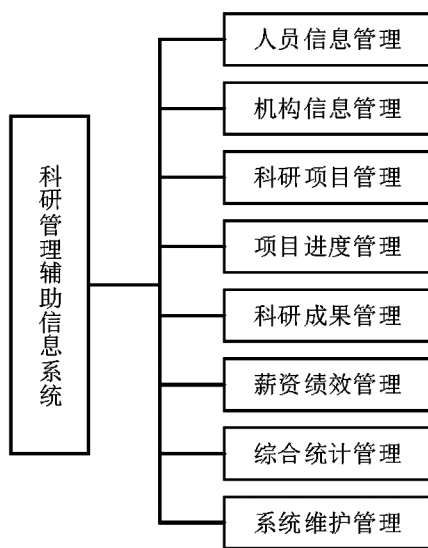 科研管理辅助信息系统
人员信息管理
机构信息管理
科研项目管理
项目进度管理
科研成果管理
薪资绩效管理
综合统计管理
系统维护管理